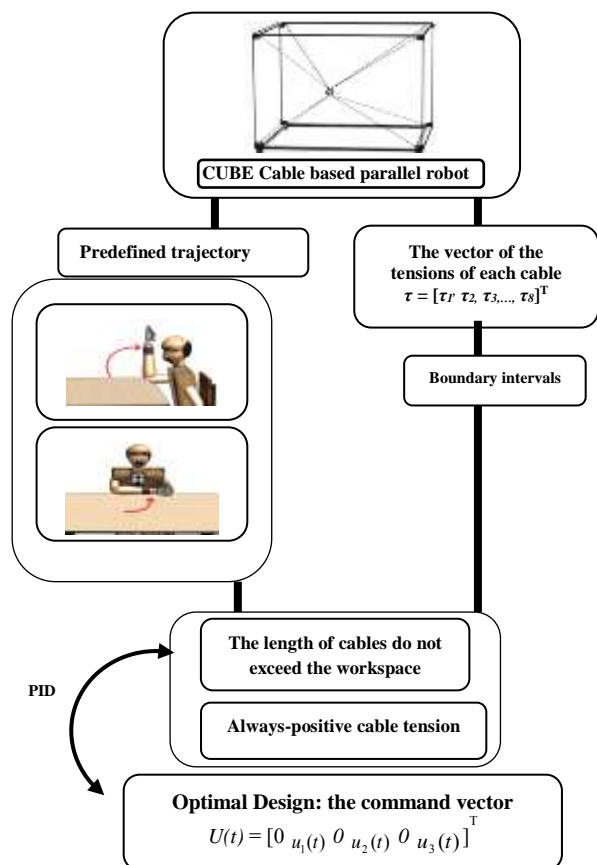 CUBE Cable based parallel robot
Predefined trajectory
The vector of the
tensions of each cable
τ = [τ1, τ2, τ3,..., τ8]ᵀ
Boundary intervals
The length of cables do not
exceed the workspace
PID
Always-positive cable tension
Optimal Design: the command vector
U(t) = [0 u₁(t) 0 u₂(t) 0 u₃(t)]ᵀ